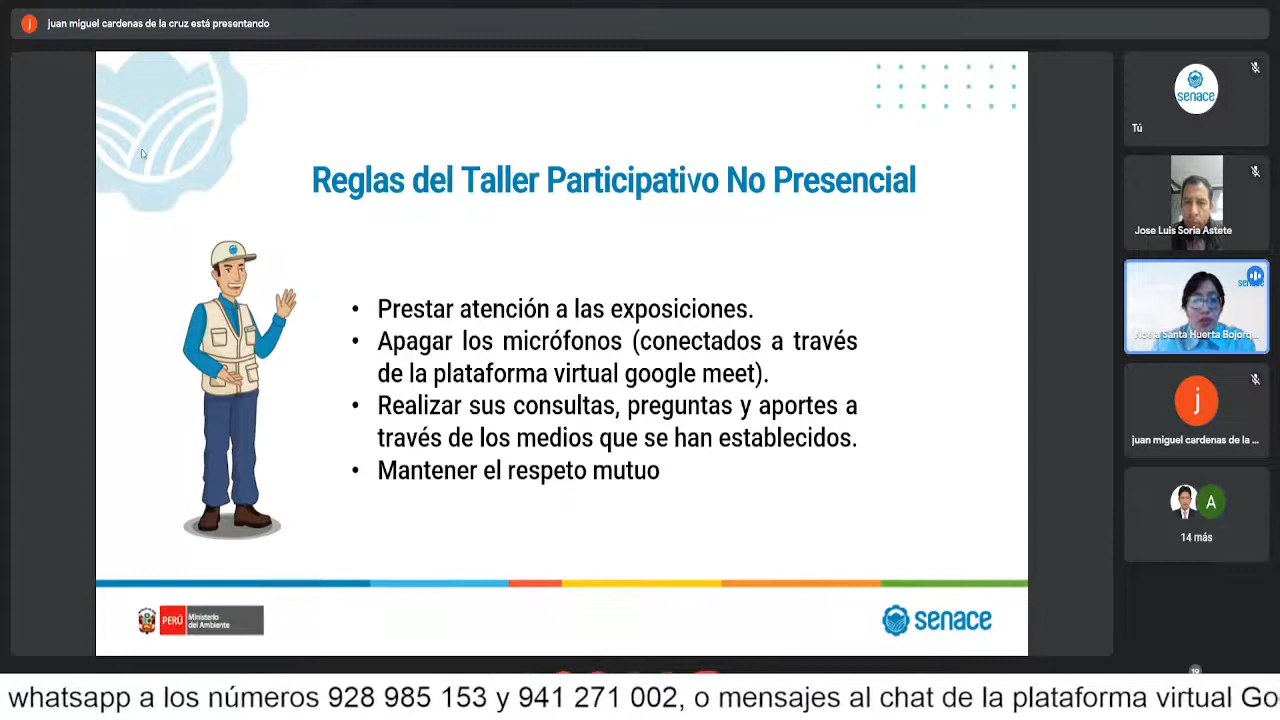 j juan miguel cardenas de la cruz está presentando
Reglas del Taller Participativo No Presencial
• Prestar atención a las exposiciones.
• Apagar los micrófonos (conectados a través
de la plataforma virtual google meet).
• Realizar sus consultas, preguntas y aportes a
través de los medios que se han establecidos.
• Mantener el respeto mutuo
PERÚ
Ministerio
del Ambiente
senace
senace
Tú
Jose Luis Soria Astete
Santa Huerta Bojorq...
j
juan miguel cardenas de la ...
A
14 más
whatsapp a los números 928 985 153 y 941 271 002, o mensajes al chat de la plataforma virtual Go